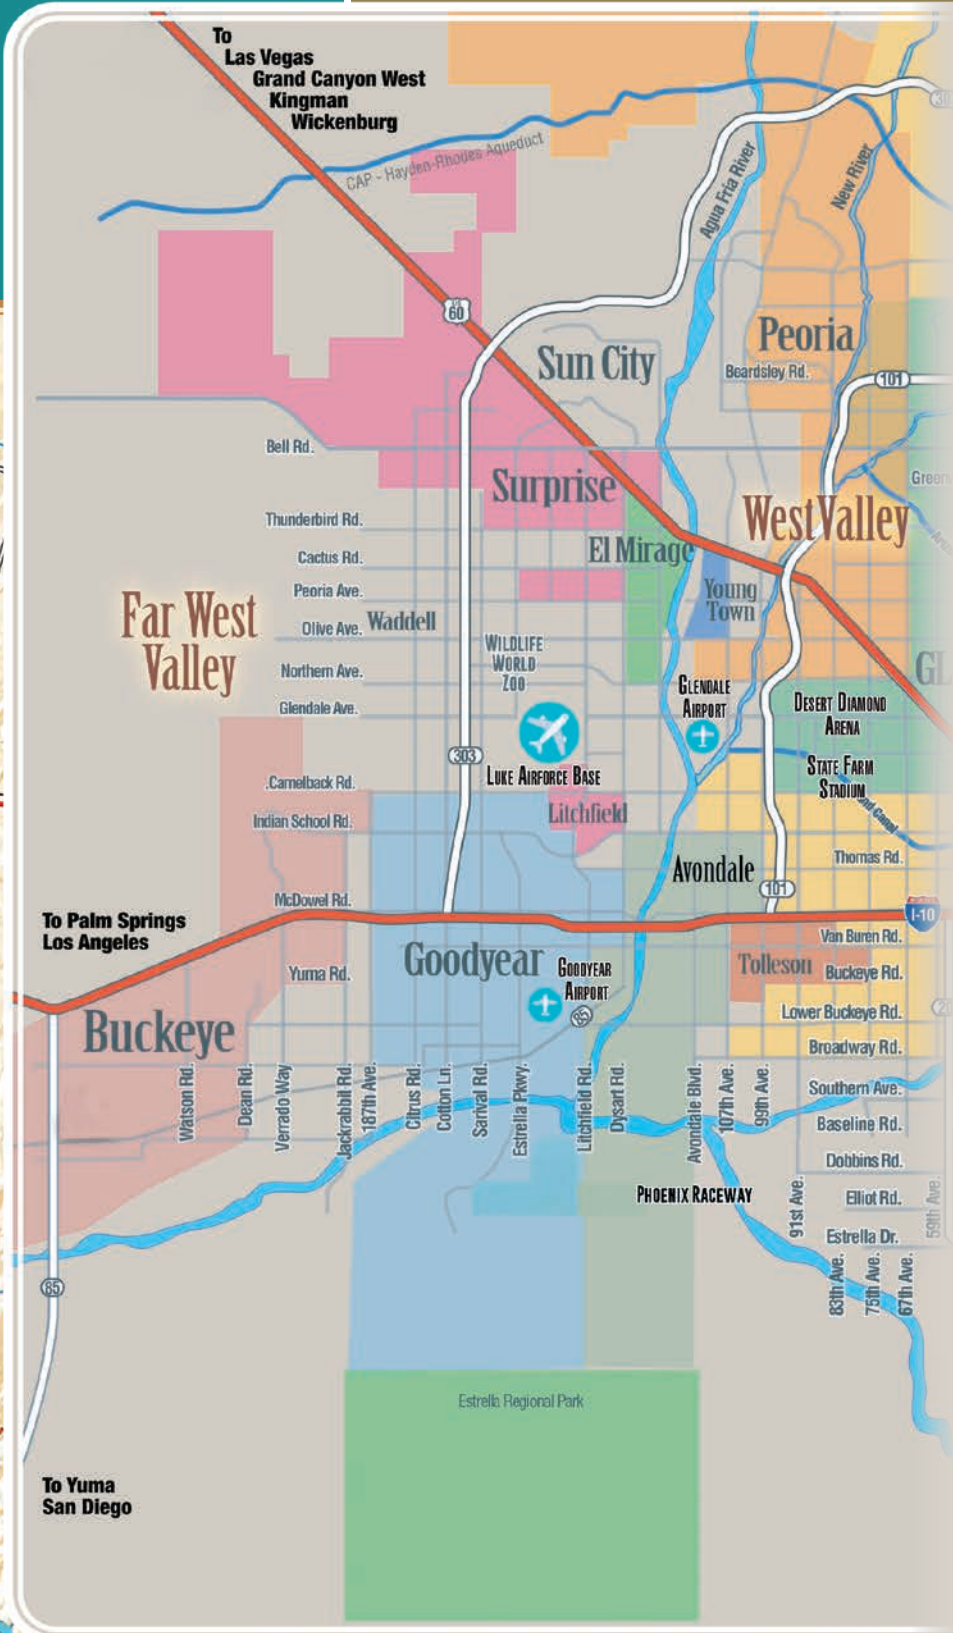 To
Las Vegas
Grand Canyon West
Kingman
Wickenburg
CAP - Hayden-Rhodes Aqueduct
Agua Fria River
New River
US
60
Peoria
Sun City
Beardsley Rd.
101
Bell Rd.
Surprise
Green
WestValley
Thunderbird Rd.
El Mirage
Cactus Rd.
Peoria Ave.
Young
Town
Far West
Valley
Waddell
Olive Ave.
WILDLIFE
WORLD
ZOO
Northern Ave.
GL
GLENDALE
AIRPORT
DESERT DIAMOND
ARENA
Glendale Ave.
303
LUKE AIRFORCE BASE
STATE FARM
STADIUM
Camelback Rd.
Litchfield
Indian School Rd.
nd Canal
Thomas Rd.
Avondale
101
McDowel Rd.
To Palm Springs
Los Angeles
I-10
Van Buren Rd.
Goodyear
GOODYEAR
AIRPORT
Tolleson
Buckeye Rd.
Yuma Rd.
85
Lower Buckeye Rd.
Buckeye
Broadway Rd.
Watson Rd.
Dean Rd.
Verrado Way
Jackrabbit Rd.
187th Ave.
Citrus Rd.
Cotton Ln.
Sarival Rd.
Estrella Pkwy.
Litchfield Rd.
Dysart Rd.
Avondale Blvd.
107th Ave.
99th Ave.
Southern Ave.
Baseline Rd.
Dobbins Rd.
PHOENIX RACEWAY
91st Ave.
Elliot Rd.
59th Ave.
Estrella Dr.
83th Ave.
75th Ave.
67th Ave.
85
Estrella Regional Park
To Yuma
San Diego